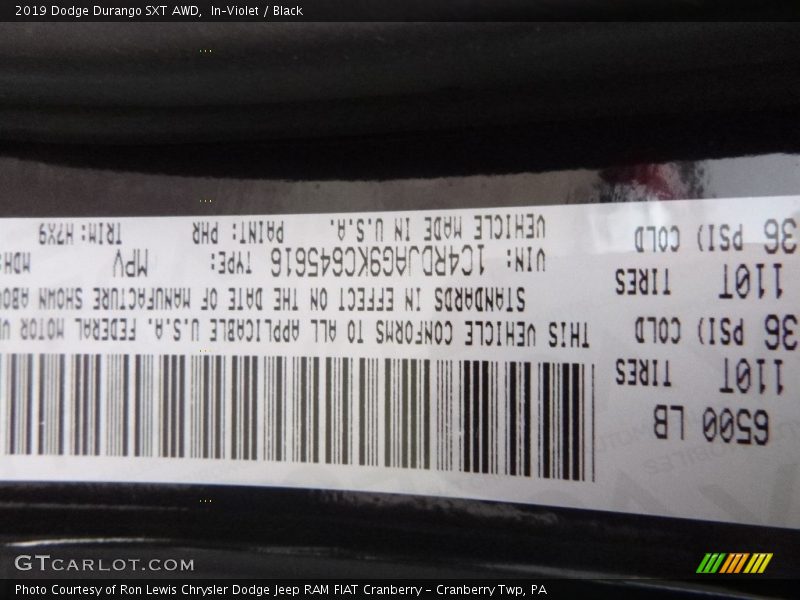 2019 Dodge Durango SXT AWD, In-Violet / Black
6500 LB
TIRES 110T
36 PSI) COLD
TIRES 110T
36 PSI) COLD
THIS VEHICLE CONFORMS TO ALL APPLICABLE U.S.A. FEDERAL MOTOR
STANDARDS IN EFFECT ON THE DATE OF MANUFACTURE SHOWN
VIN: 1C4RDJAG9KC645616 TYPE: MPV MDH:
VEHICLE MADE IN U.S.A. PAINT: PHR TRIM: H7X9
GTCARLOT.COM
Photo Courtesy of Ron Lewis Chrysler Dodge Jeep RAM FIAT Cranberry – Cranberry Twp, PA